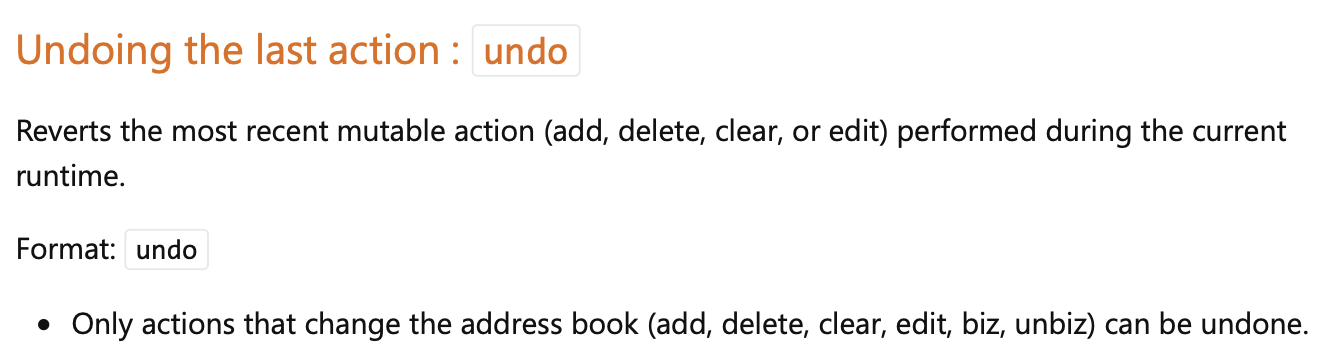 Undoing the last action : undo
Reverts the most recent mutable action (add, delete, clear, or edit) performed during the current
runtime.
Format: undo
• Only actions that change the address book (add, delete, clear, edit, biz, unbiz) can be undone.